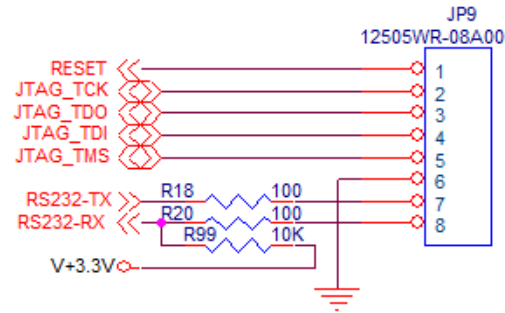 JP9
12505WR-08A00
RESET 1
JTAG_TCK 2
JTAG_TDO 3
JTAG_TDI 4
JTAG_TMS 5
6
RS232-TX R18 100 7
RS232-RX R20 100 8
R99 10K
V+3.3V